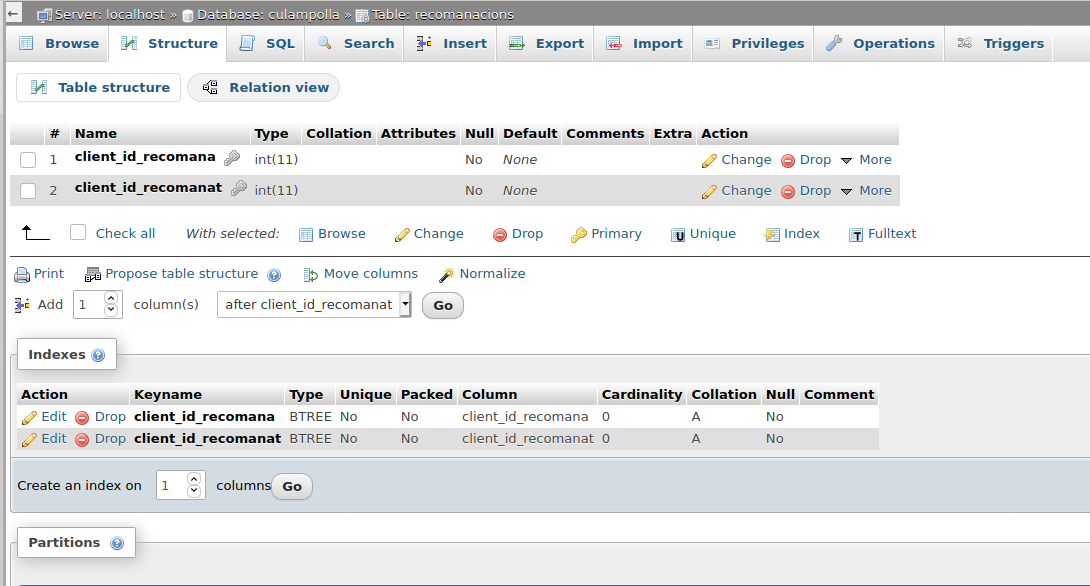 Server: localhost » Database: culampolla » Table: recomanacions
Browse Structure SQL Search Insert Export Import Privileges Operations Triggers
Table structure Relation view
# Name Type Collation Attributes Null Default Comments Extra Action
1 client_id_recomana int(11) No None Change Drop More
2 client_id_recomanat int(11) No None Change Drop More
Check all With selected: Browse Change Drop Primary Unique Index Fulltext
Print Propose table structure Move columns Normalize
Add 1 column(s) after client_id_recomanat Go
Indexes
Action Keyname Type Unique Packed Column Cardinality Collation Null Comment
Edit Drop client_id_recomana BTREE No No client_id_recomana 0 A No
Edit Drop client_id_recomanat BTREE No No client_id_recomanat 0 A No
Create an index on 1 columns Go
Partitions